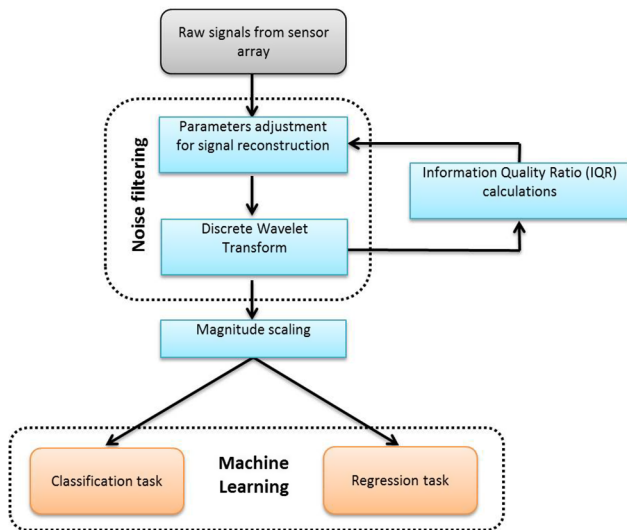 Raw signals from sensor
array
Noise filtering
Parameters adjustment
for signal reconstruction
Information Quality Ratio (IQR)
calculations
Discrete Wavelet
Transform
Magnitude scaling
Classification task
Machine
Learning
Regression task